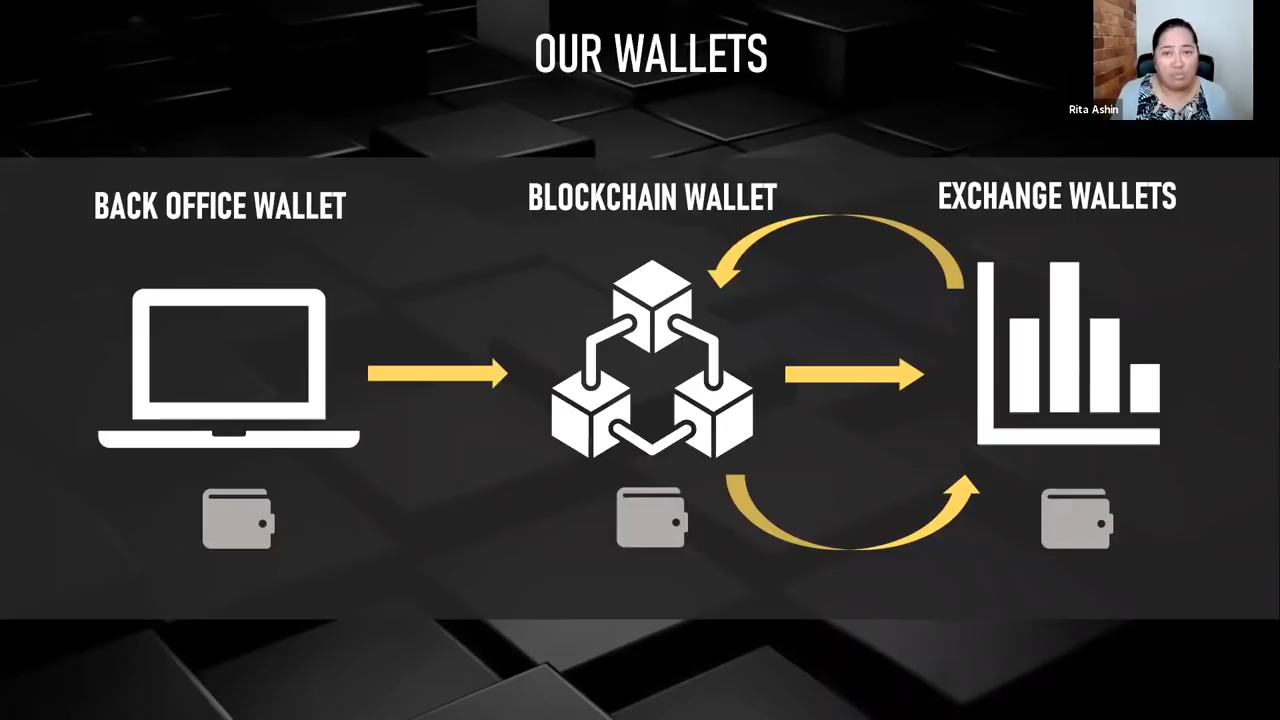 OUR WALLETS
Rita Ashin
BACK OFFICE WALLET
BLOCKCHAIN WALLET
EXCHANGE WALLETS